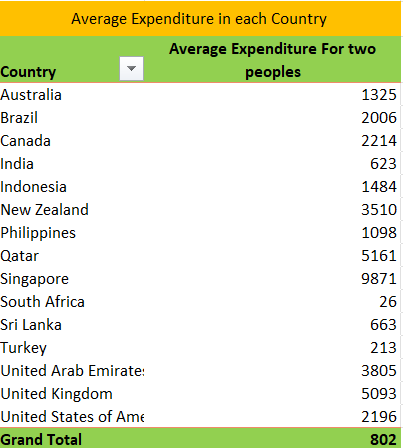 Average Expenditure in each Country
Country Average Expenditure For two peoples
Australia 1325
Brazil 2006
Canada 2214
India 623
Indonesia 1484
New Zealand 3510
Philippines 1098
Qatar 5161
Singapore 9871
South Africa 26
Sri Lanka 663
Turkey 213
United Arab Emirates 3805
United Kingdom 5093
United States of Ame 2196
Grand Total 802